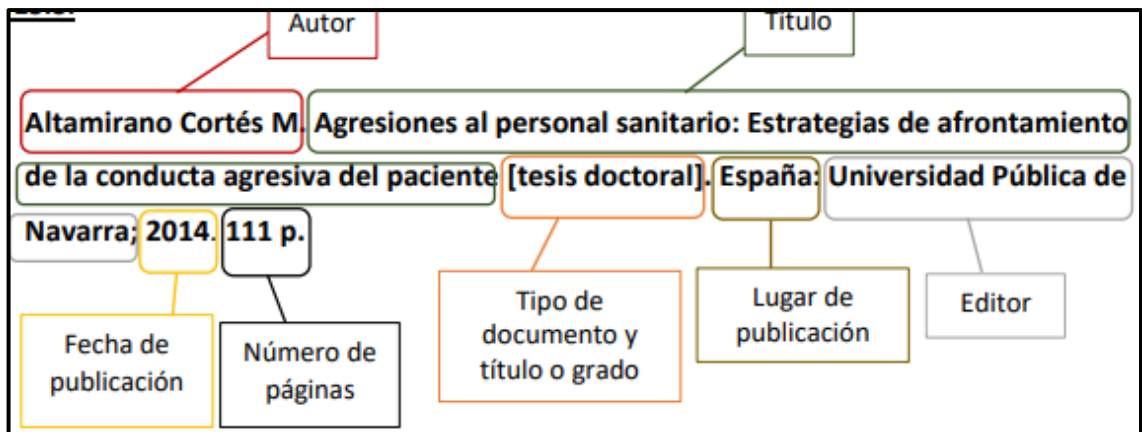 Autor
Título
Altamirano Cortés M. Agresiones al personal sanitario: Estrategias de afrontamiento
de la conducta agresiva del paciente [tesis doctoral]. España: Universidad Pública de
Navarra; 2014. 111 p.
Fecha de
publicación
Número de
páginas
Tipo de
documento y
título o grado
Lugar de
publicación
Editor